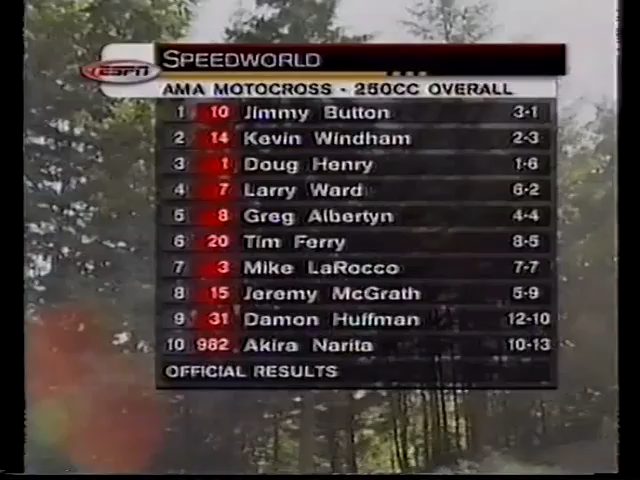 ESPN SPEEDWORLD
AMA MOTOCROSS - 250CC OVERALL
1 10 Jimmy Button 3-1
2 14 Kevin Windham 2-3
3 1 Doug Henry 1-6
4 7 Larry Ward 6-2
5 8 Greg Albertyn 4-4
6 20 Tim Ferry 8-5
7 3 Mike LaRocco 7-7
8 15 Jeremy McGrath 5-9
9 31 Damon Huffman 12-10
10 982 Akira Narita 10-13
OFFICIAL RESULTS